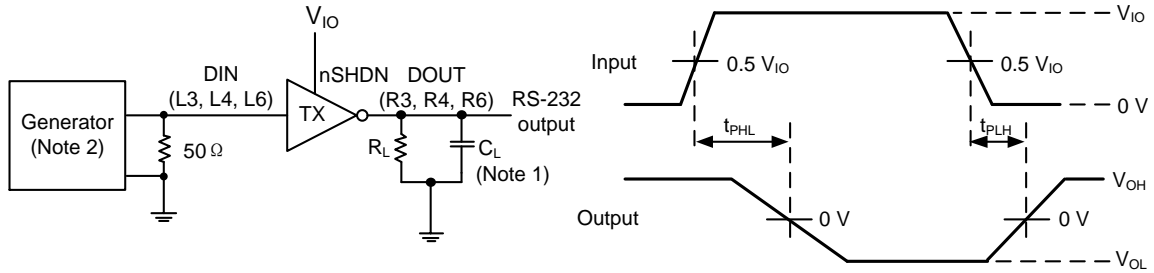 V_IO
nSHDN
DIN
DOUT
(L3, L4, L6)
(R3, R4, R6)
RS-232
output
TX
Generator
(Note 2)
50 Ω
R_L
C_L
(Note 1)
V_IO
Input
0.5 V_IO
0.5 V_IO
0 V
t_PHL
t_PLH
V_OH
Output
0 V
0 V
V_OL